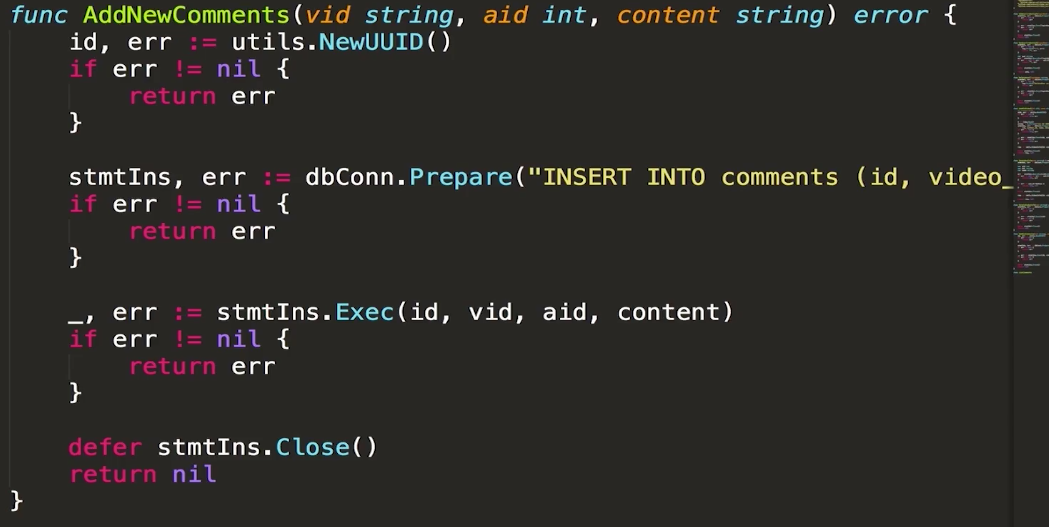 func AddNewComments(vid string, aid int, content string) error {
    id, err := utils.NewUUID()
    if err != nil {
        return err
    }

    stmtIns, err := dbConn.Prepare("INSERT INTO comments (id, video_
    if err != nil {
        return err
    }

    _, err := stmtIns.Exec(id, vid, aid, content)
    if err != nil {
        return err
    }

    defer stmtIns.Close()
    return nil
}